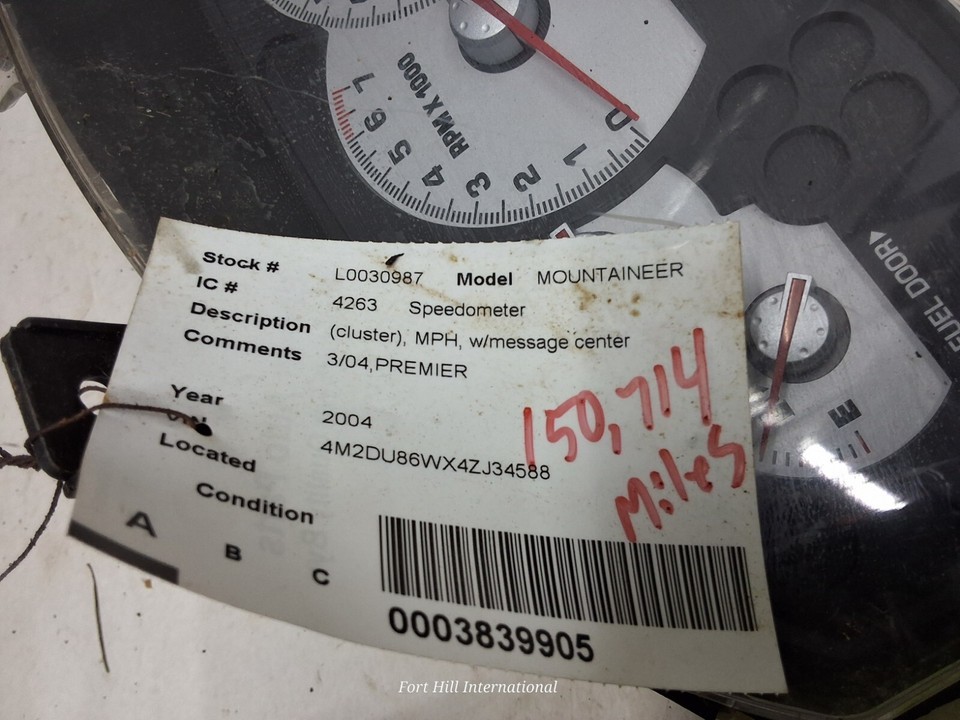 7
6
5
4
3
2
1
0
RPM X 1000
FUEL DOOR
E
Stock # L0030987 Model MOUNTAINEER
IC # 4263 Speedometer
Description (cluster), MPH, w/message center
Comments 3/04,PREMIER
Year 2004
VIN 4M2DU86WX4ZJ34588
Located
Condition
A B C
150,714
Miles
0003839905
Fort Hill International